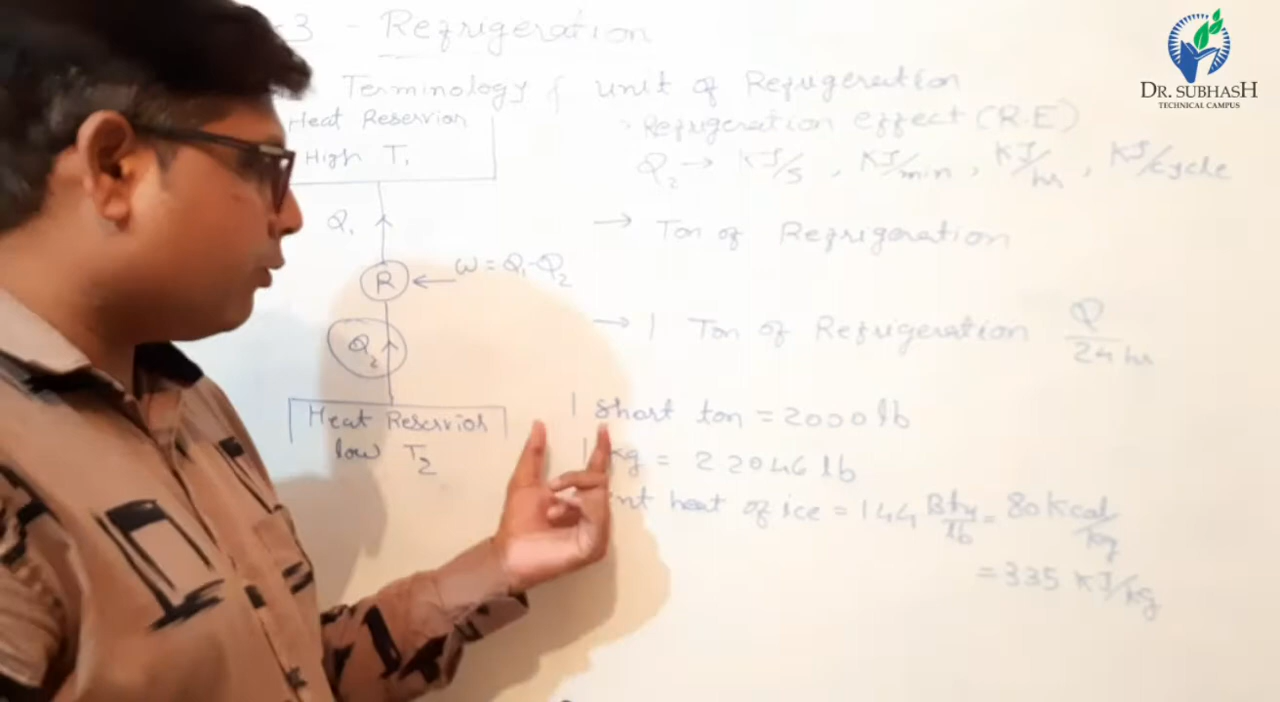 -3 - Refrigeration
Terminology & unit of Refrigeration
Heat Reservior
High T₁
Q₁
R
W = Q₁-Q₂
Q₂
Heat Reservior
low T₂
→ Refrigeration effect (R.E)
Q₂ → KJ/s , KJ/min , KJ/hr , KJ/cycle
→ Ton of Refrigeration
→ 1 Ton of Refrigeration Q/24 hr
1 short ton = 2000 lb
1 kg = 2.2046 lb
nt heat of ice = 144 Btu/lb = 80 Kcal/kg
= 335 KJ/kg
DR. SUBHASH
TECHNICAL CAMPUS